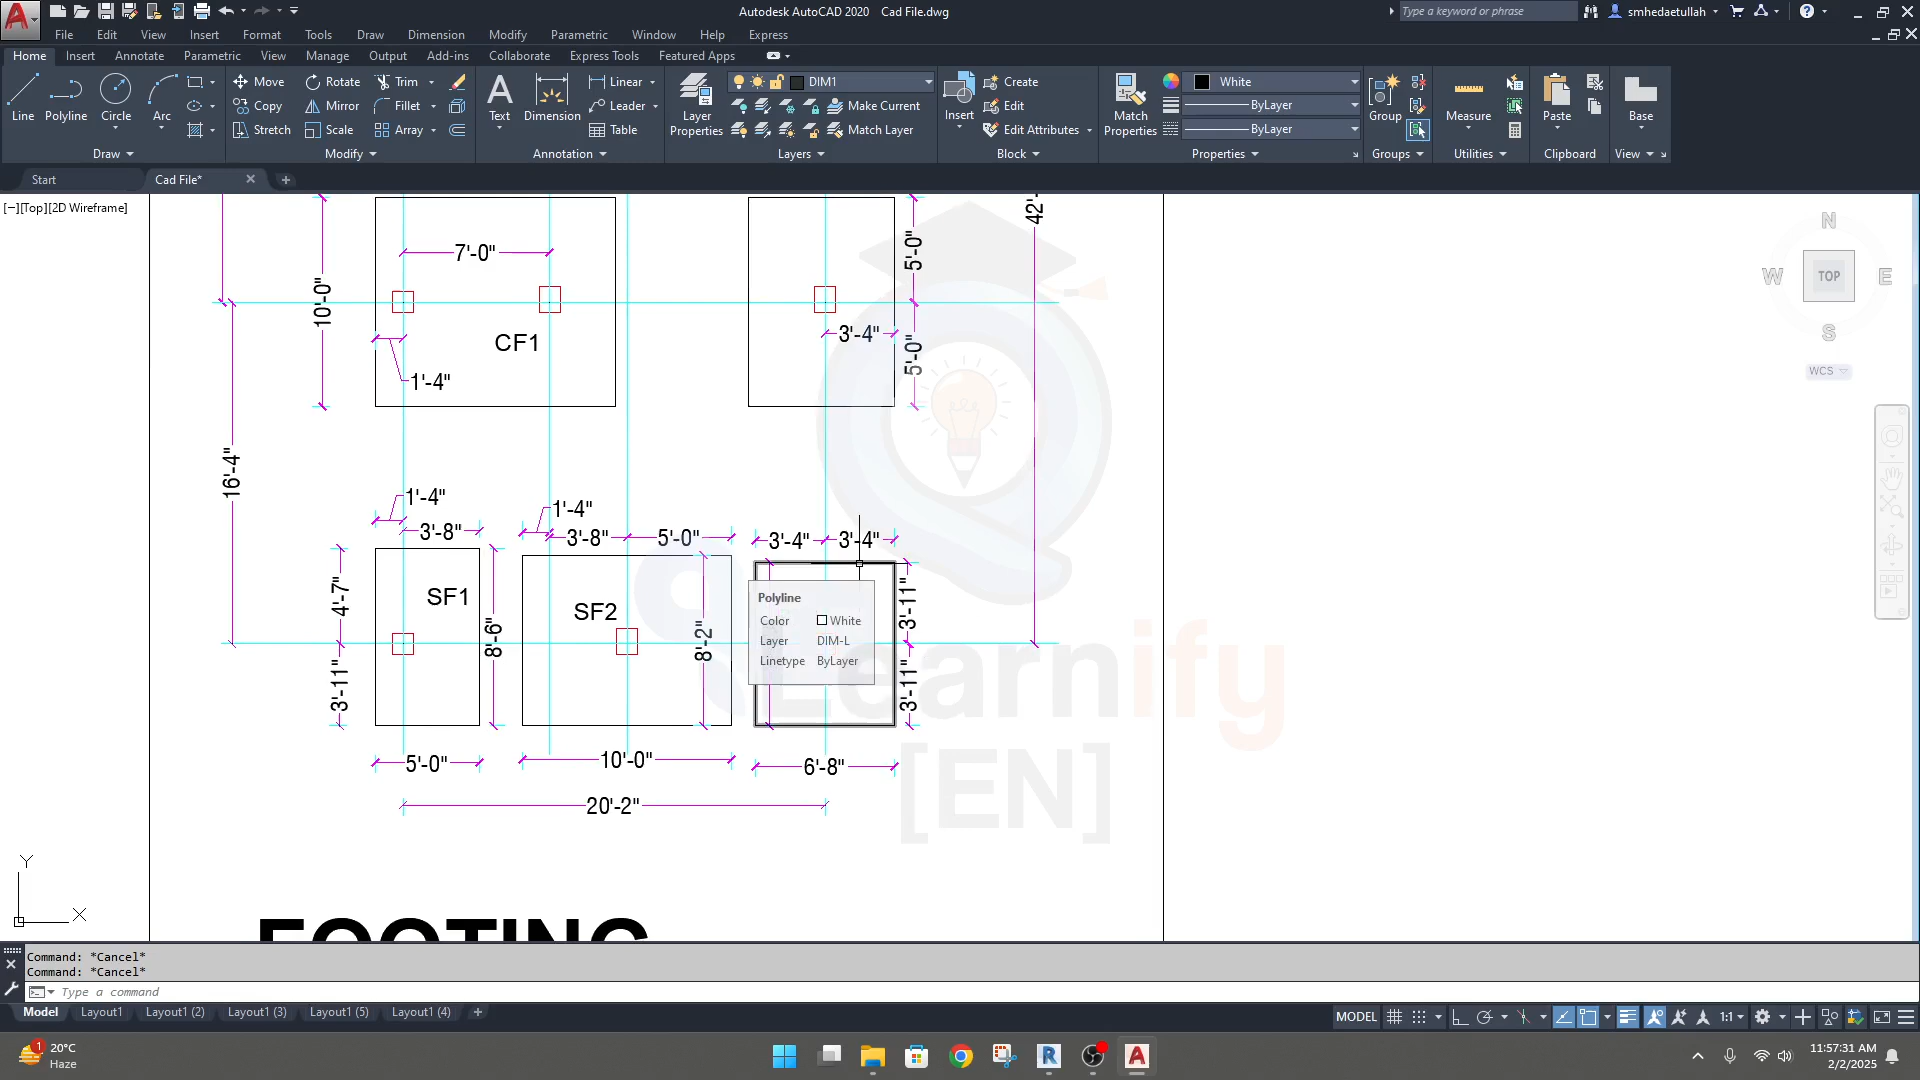 Autodesk AutoCAD 2020 Cad File.dwg
Type a keyword or phrase
smhedaetullah
File Edit View Insert Format Tools Draw Dimension Modify Parametric Window Help Express
Home Insert Annotate Parametric View Manage Output Add-ins Collaborate Express Tools Featured Apps
Line Polyline Circle Arc
Move Rotate Trim
Copy Mirror Fillet
Stretch Scale Array
Text Dimension
Linear
Leader
Table
Layer Properties
DIM1
Make Current
Match Layer
Insert
Create
Edit
Edit Attributes
Match Properties
White
ByLayer
ByLayer
Group
Measure
Paste
Base
Draw Modify Annotation Layers Block Properties Groups Utilities Clipboard View
Start Cad File*
[−][Top][2D Wireframe]
N
W TOP E
S
WCS
42'-
7'-0"
5'-0"
10'-0"
3'-4"
CF1
5'-0"
1'-4"
16'-4"
1'-4"
1'-4"
3'-8"
3'-8"
5'-0"
3'-4"
3'-4"
4'-7"
SF1
SF2
8'-6"
8'-2"
3'-11"
3'-11"
3'-11"
Polyline
Color White
Layer DIM-L
Linetype ByLayer
5'-0"
10'-0"
6'-8"
20'-2"
Learnify
[EN]
Y
X
FOOTING
Command: *Cancel*
Command: *Cancel*
Type a command
Model Layout1 Layout1 (2) Layout1 (3) Layout1 (5) Layout1 (4)
MODEL
1:1
1
20°C
Haze
11:57:31 AM
2/2/2025